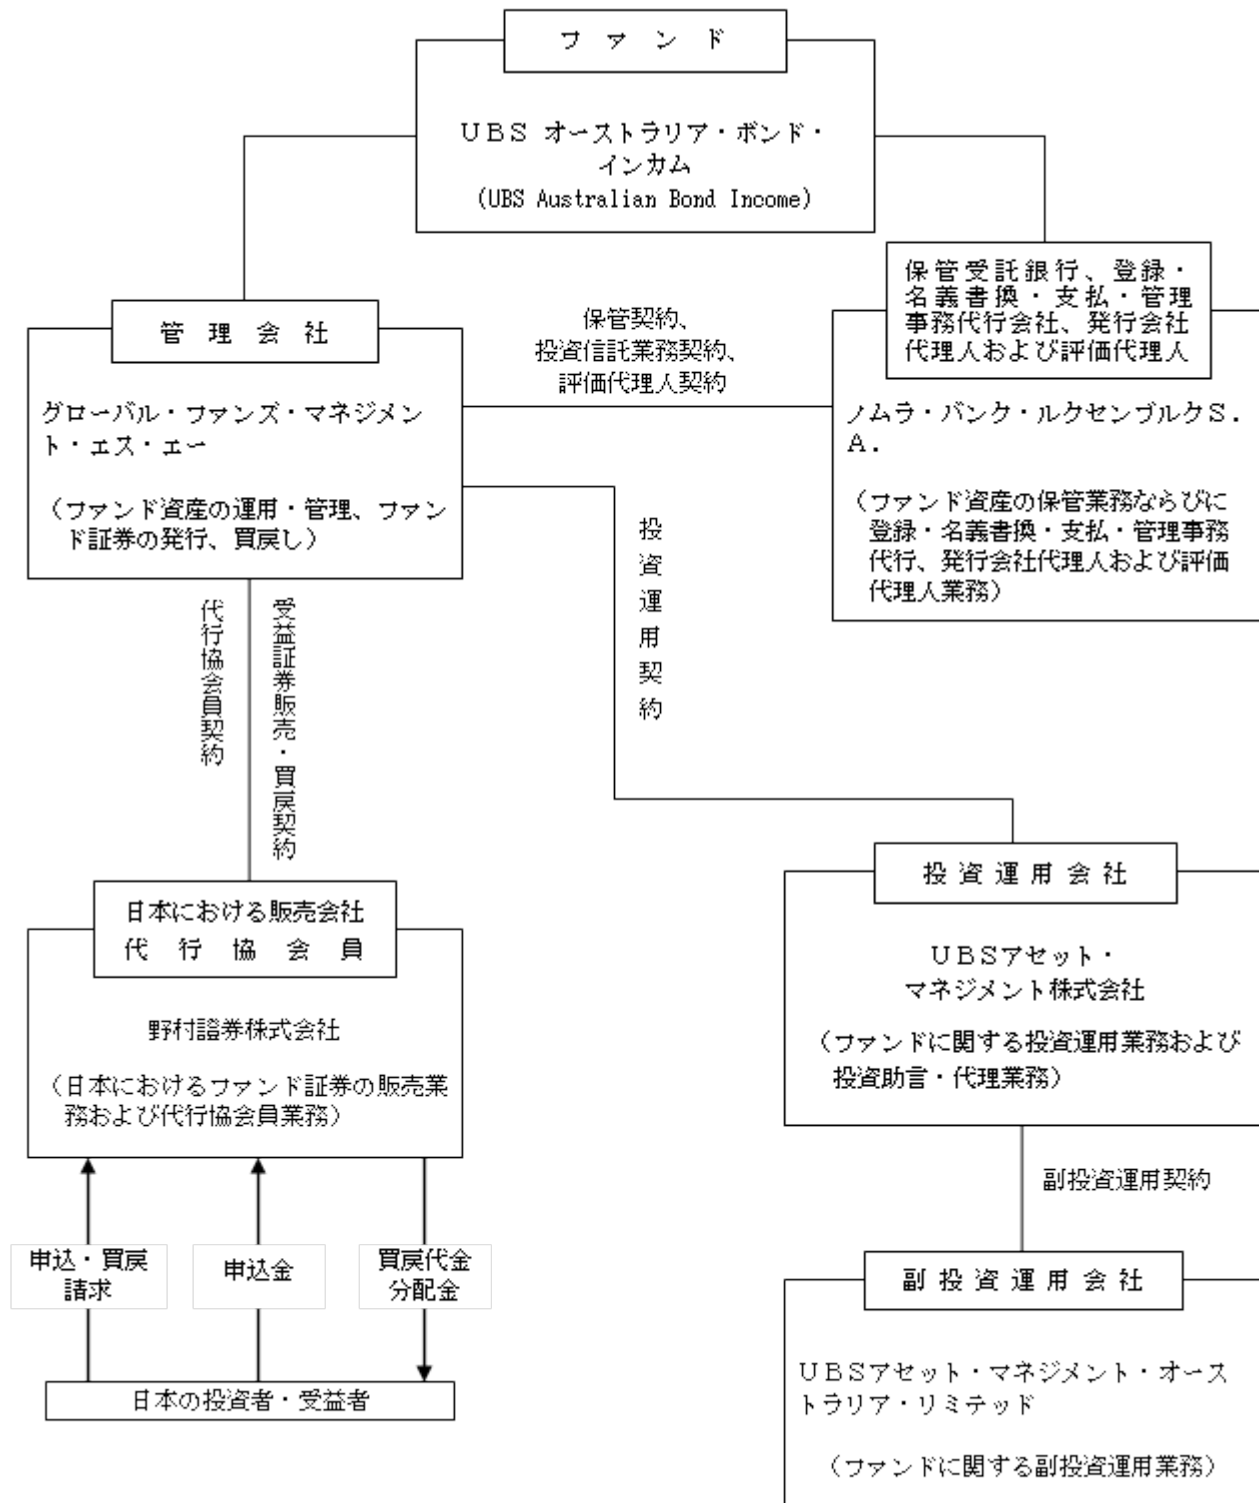 ファンド
UBS オーストラリア・ボンド・
インカム
(UBS Australian Bond Income)
保管受託銀行、登録・
名義書換・支払・管理
事務代行会社、発行会社
代理人および評価代理人
管理会社
保管契約、
投資信託業務契約、
評価代理人契約
グローバル・ファンズ・マネジメン
ト・エス・エー
(ファンド資産の運用・管理、ファン
ド証券の発行、買戻し)
ノムラ・バンク・ルクセンブルクS.
A.
(ファンド資産の保管業務ならびに
登録・名義書換・支払・管理事務
代行、発行会社代理人および評価
代理人業務)
投資運用契約
代行協会員契約
受益証券販売・買戻契約
投資運用会社
UBSアセット・
マネジメント株式会社
(ファンドに関する投資運用業務および
投資助言・代理業務)
日本における販売会社
代行協会員
野村證券株式会社
(日本におけるファンド証券の販売業
務および代行協会員業務)
副投資運用契約
申込・買戻
請求
申込金
買戻代金
分配金
日本の投資者・受益者
副投資運用会社
UBSアセット・マネジメント・オース
トラリア・リミテッド
(ファンドに関する副投資運用業務)